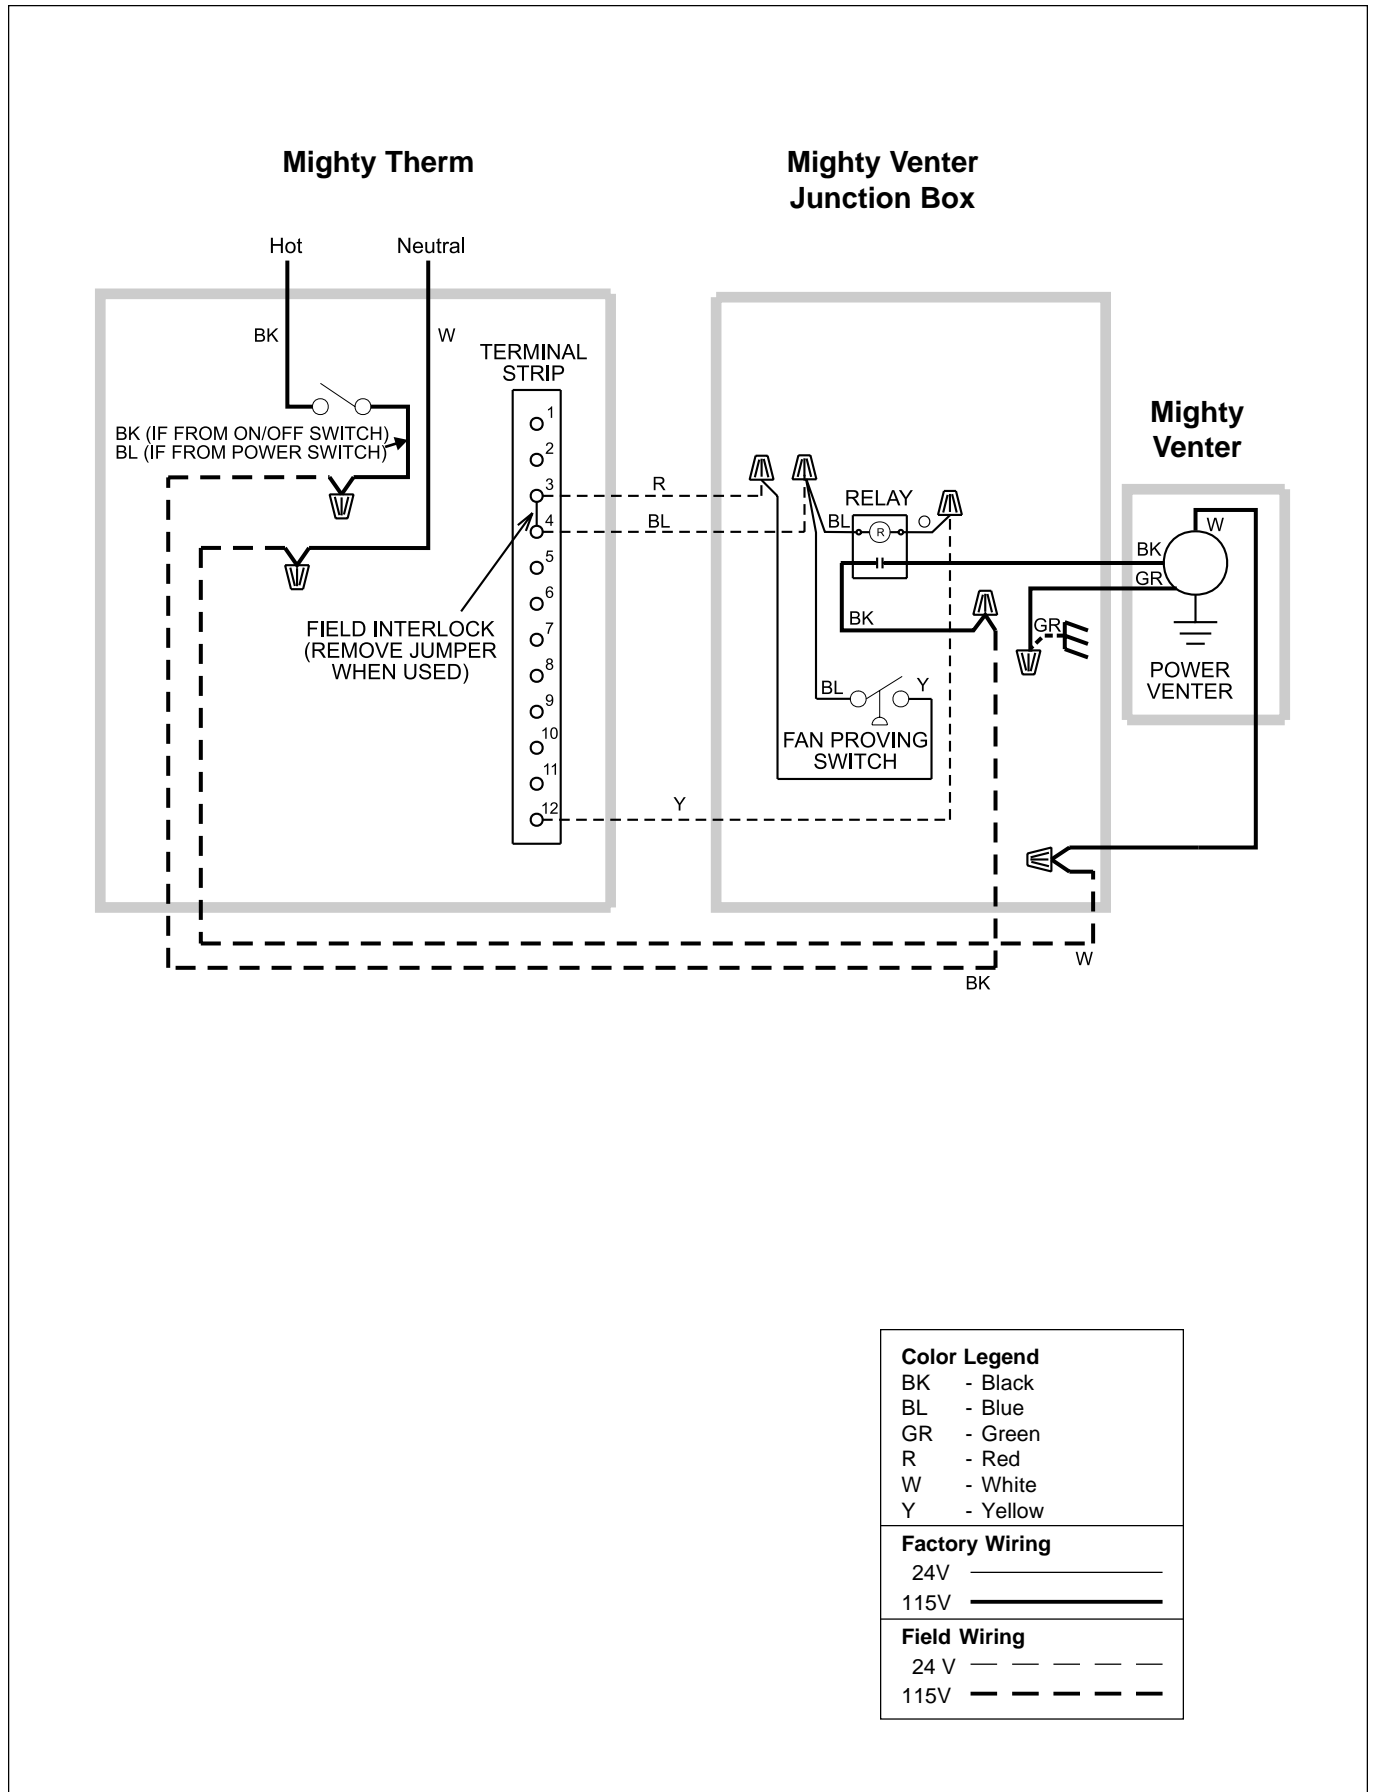 Mighty Therm
Mighty Venter
Junction Box
Hot
Neutral
BK
W
TERMINAL
STRIP
BK (IF FROM ON/OFF SWITCH)
BL (IF FROM POWER SWITCH)
1
2
3
4
5
6
7
8
9
10
11
12
FIELD INTERLOCK
(REMOVE JUMPER
WHEN USED)
R
BL
Y
RELAY
BL
R
O
BK
BL
Y
FAN PROVING
SWITCH
GR
Mighty
Venter
W
BK
GR
POWER
VENTER
W
BK
Color Legend
BK - Black
BL - Blue
GR - Green
R - Red
W - White
Y - Yellow
Factory Wiring
24V
115V
Field Wiring
24 V
115V